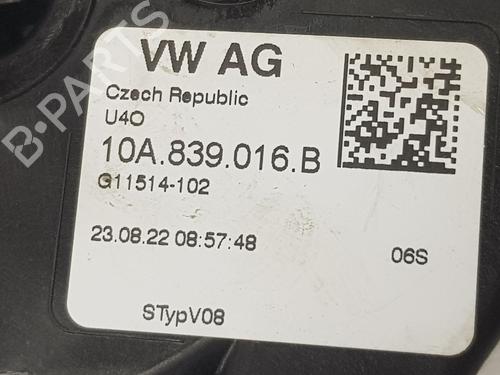 B-PARTS
VW AG
Czech Republic
U4O
10A.839.016.B
G11514-102
23.08.22 08:57:48
06S
STypV08